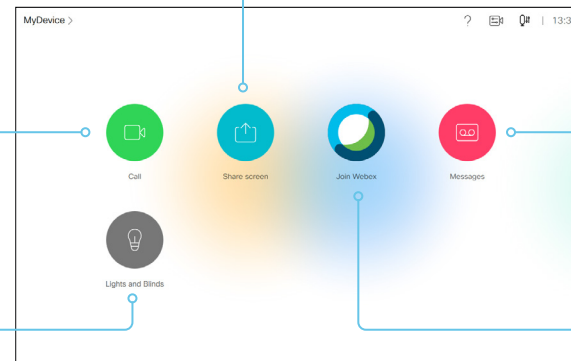 MyDevice >
? | 13:3
Call
Share screen
Join Webex
Messages
Lights and Blinds